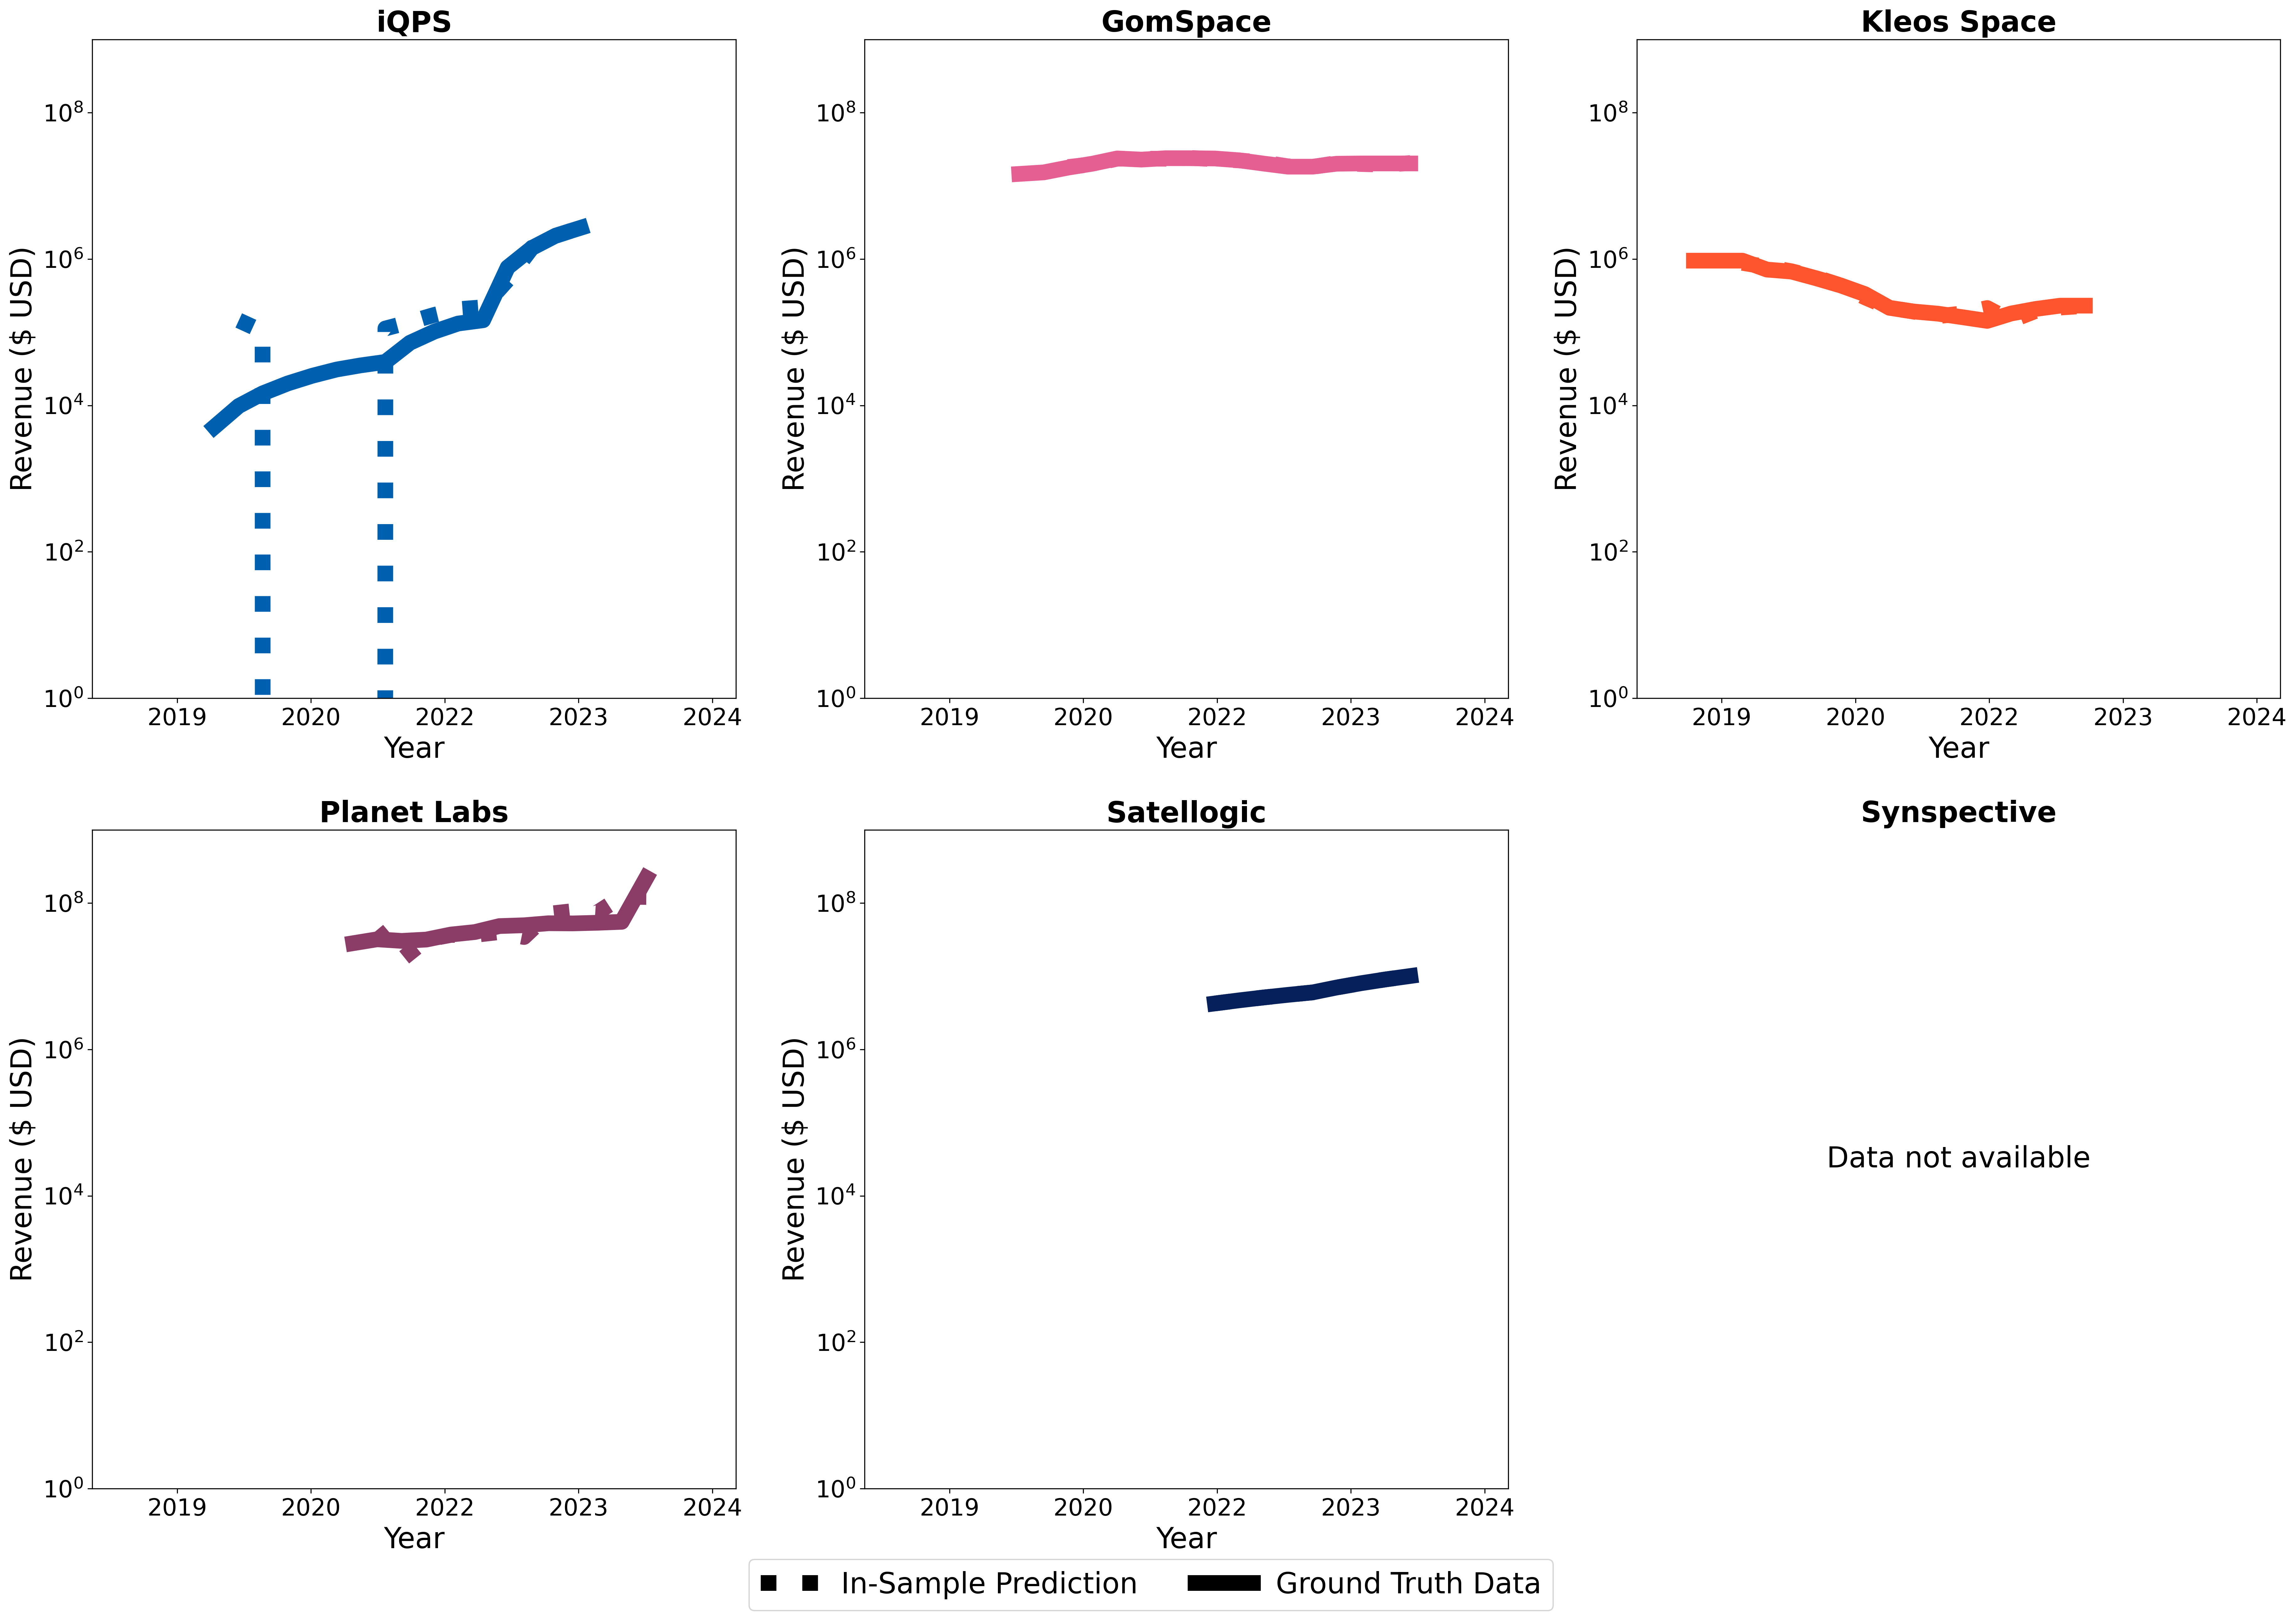 iQPS
GomSpace
Kleos Space
Revenue ($ USD)
10^8
10^6
10^4
10^2
10^0
2019 2020 2022 2023 2024
Year
Revenue ($ USD)
10^8
10^6
10^4
10^2
10^0
2019 2020 2022 2023 2024
Year
Revenue ($ USD)
10^8
10^6
10^4
10^2
10^0
2019 2020 2022 2023 2024
Year
Planet Labs
Satellogic
Synspective
Revenue ($ USD)
10^8
10^6
10^4
10^2
10^0
2019 2020 2022 2023 2024
Year
Revenue ($ USD)
10^8
10^6
10^4
10^2
10^0
2019 2020 2022 2023 2024
Year
Data not available
In-Sample Prediction
Ground Truth Data